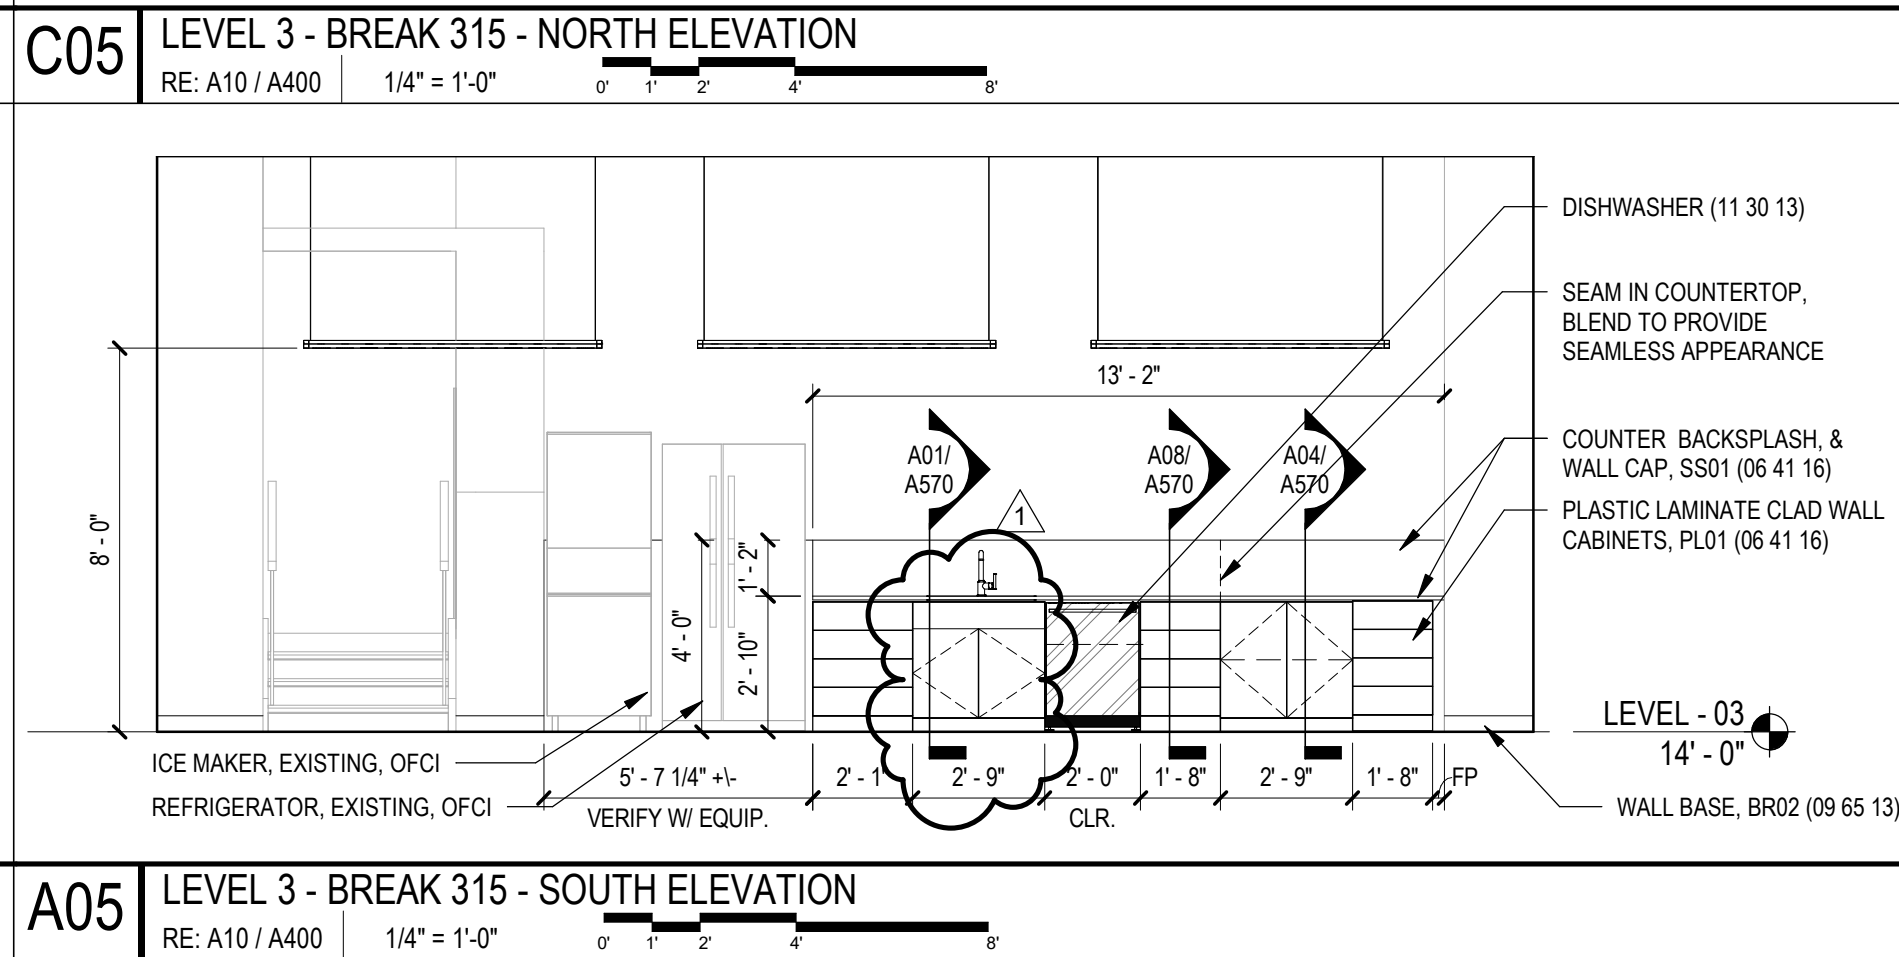 C05
LEVEL 3 - BREAK 315 - NORTH ELEVATION
RE: A10 / A400
1/4" = 1'-0"
0' 1' 2' 4' 8'
DISHWASHER (11 30 13)
SEAM IN COUNTERTOP,
BLEND TO PROVIDE
SEAMLESS APPEARANCE
13' - 2"
A01/
A570
A08/
A570
A04/
A570
COUNTER BACKSPLASH, &
WALL CAP, SS01 (06 41 16)
PLASTIC LAMINATE CLAD WALL
CABINETS, PL01 (06 41 16)
1
8' - 0"
4' - 0"
1' - 2"
2' - 10"
LEVEL - 03
14' - 0"
ICE MAKER, EXISTING, OFCI
REFRIGERATOR, EXISTING, OFCI
5' - 7 1/4" +\-
VERIFY W/ EQUIP.
2' - 1"
2' - 9"
2' - 0"
CLR.
1' - 8"
2' - 9"
1' - 8"
FP
WALL BASE, BR02 (09 65 13)
A05
LEVEL 3 - BREAK 315 - SOUTH ELEVATION
RE: A10 / A400
1/4" = 1'-0"
0' 1' 2' 4' 8'